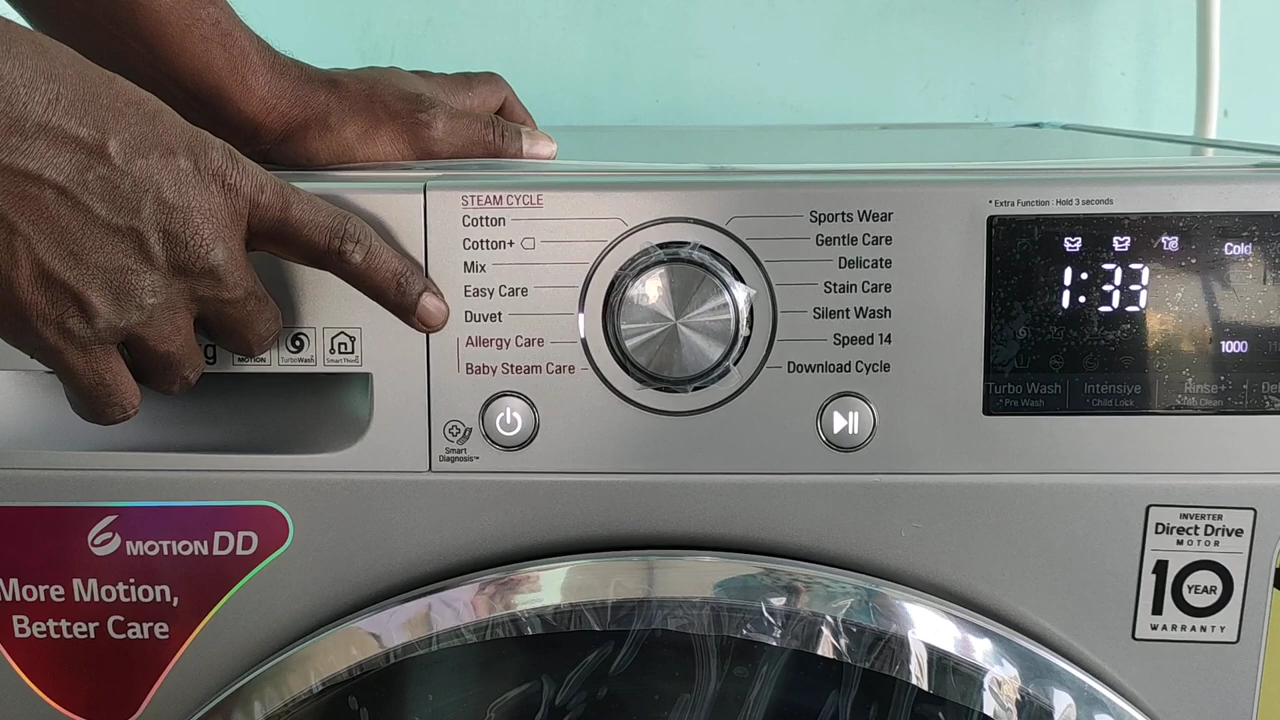 STEAM CYCLE
Cotton
Cotton+
Mix
Easy Care
Duvet
Allergy Care
Baby Steam Care
Sports Wear
Gentle Care
Delicate
Stain Care
Silent Wash
Speed 14
Download Cycle
* Extra Function : Hold 3 seconds
Cold
1:33
1000
Turbo Wash Intensive Rinse+
* Pre Wash * Child Lock
g
MOTION TurboWash SmartThinQ
Smart
Diagnosis™
6 MOTION DD
More Motion,
Better Care
INVERTER
Direct Drive
MOTOR
10 YEAR
WARRANTY